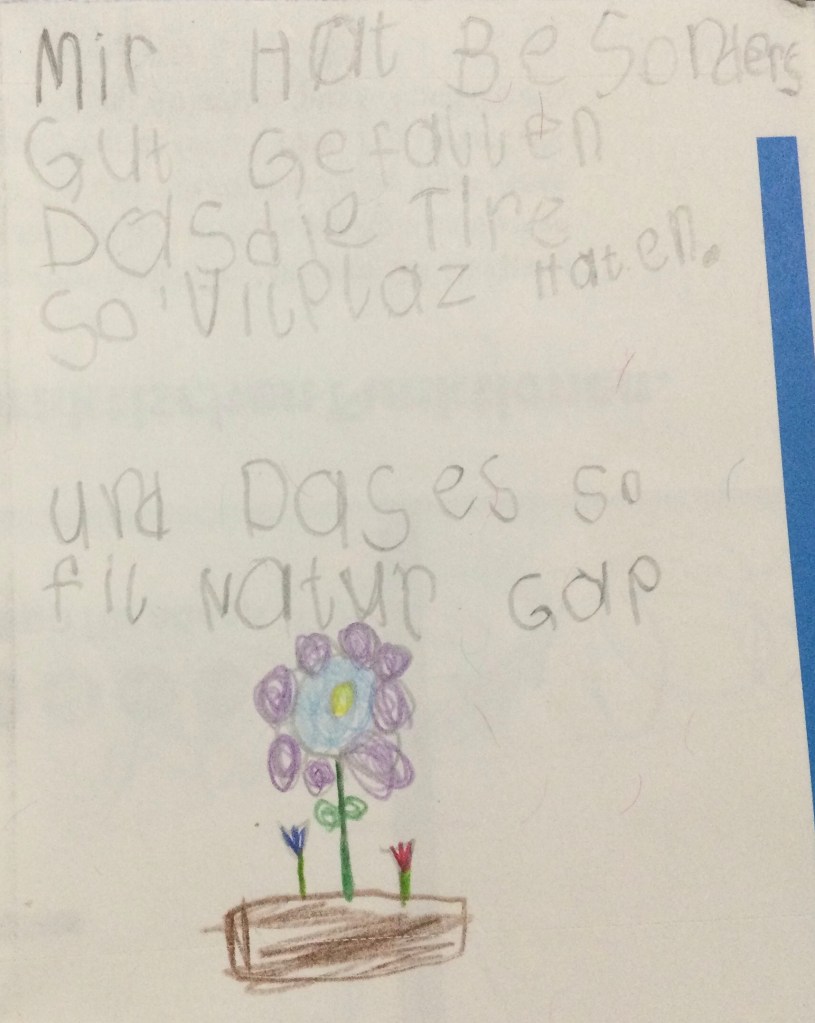 Mir Hat BeSonders
Gut Gefallen
Dasdie Tire
So Vilplaz Haten.
und Dases so
fil Natur Gap